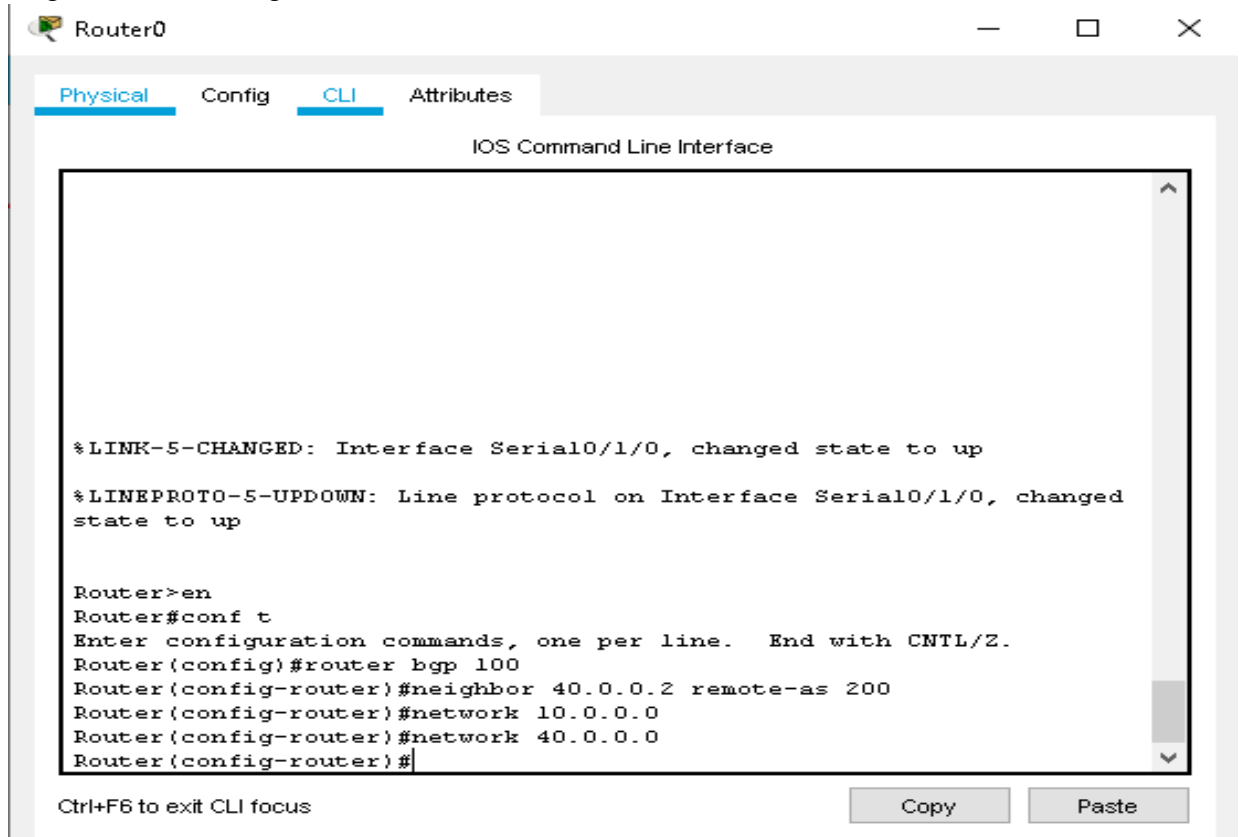 Router0
Physical Config CLI Attributes
IOS Command Line Interface
%LINK-5-CHANGED: Interface Serial0/1/0, changed state to up
%LINEPROTO-5-UPDOWN: Line protocol on Interface Serial0/1/0, changed
state to up
Router>en
Router#conf t
Enter configuration commands, one per line.  End with CNTL/Z.
Router(config)#router bgp 100
Router(config-router)#neighbor 40.0.0.2 remote-as 200
Router(config-router)#network 10.0.0.0
Router(config-router)#network 40.0.0.0
Router(config-router)#
Ctrl+F6 to exit CLI focus
Copy Paste